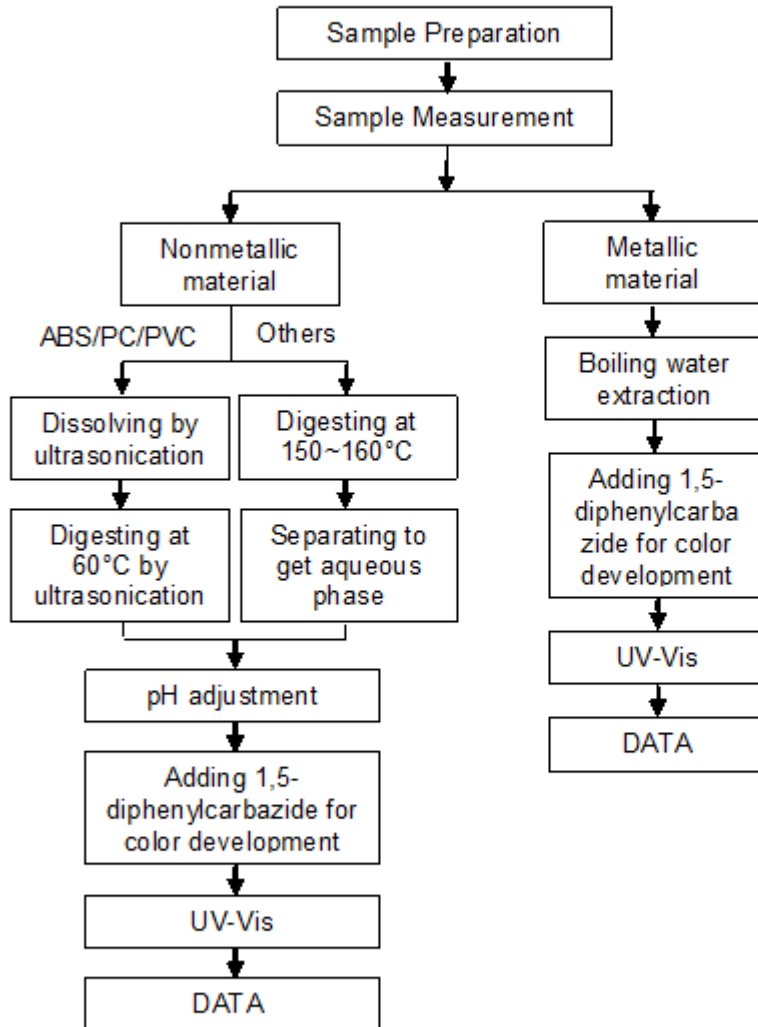 Sample Preparation
Sample Measurement
Nonmetallic
material
Metallic
material
ABS/PC/PVC
Others
Boiling water
extraction
Dissolving by
ultrasonication
Digesting at
150~160°C
Adding 1,5-
diphenylcarba
zide for color
development
Digesting at
60°C by
ultrasonication
Separating to
get aqueous
phase
UV-Vis
pH adjustment
DATA
Adding 1,5-
diphenylcarbazide for
color development
UV-Vis
DATA